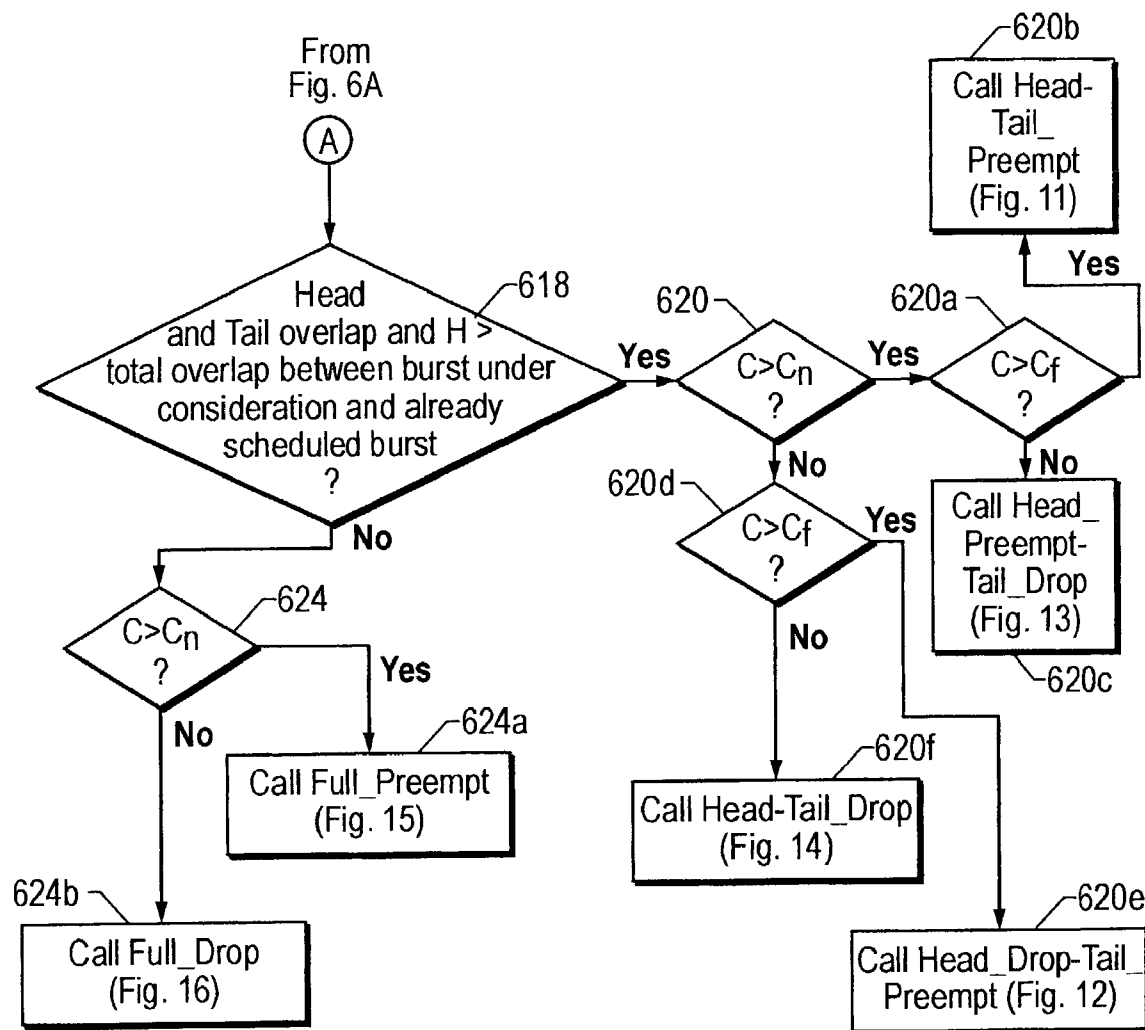 From
Fig. 6A
A
Head
and Tail overlap and H >
total overlap between burst under
consideration and already
scheduled burst
?
618
Yes
No
620
C>Cn
?
Yes
No
620a
C>Cf
?
Yes
No
620b
Call Head-
Tail_
Preempt
(Fig. 11)
Call Head_
Preempt-
Tail_Drop
(Fig. 13)
620c
620d
C>Cf
?
Yes
No
624
C>Cn
?
Yes
No
624a
Call Full_Preempt
(Fig. 15)
620f
Call Head-Tail_Drop
(Fig. 14)
624b
Call Full_Drop
(Fig. 16)
620e
Call Head_Drop-Tail_
Preempt (Fig. 12)